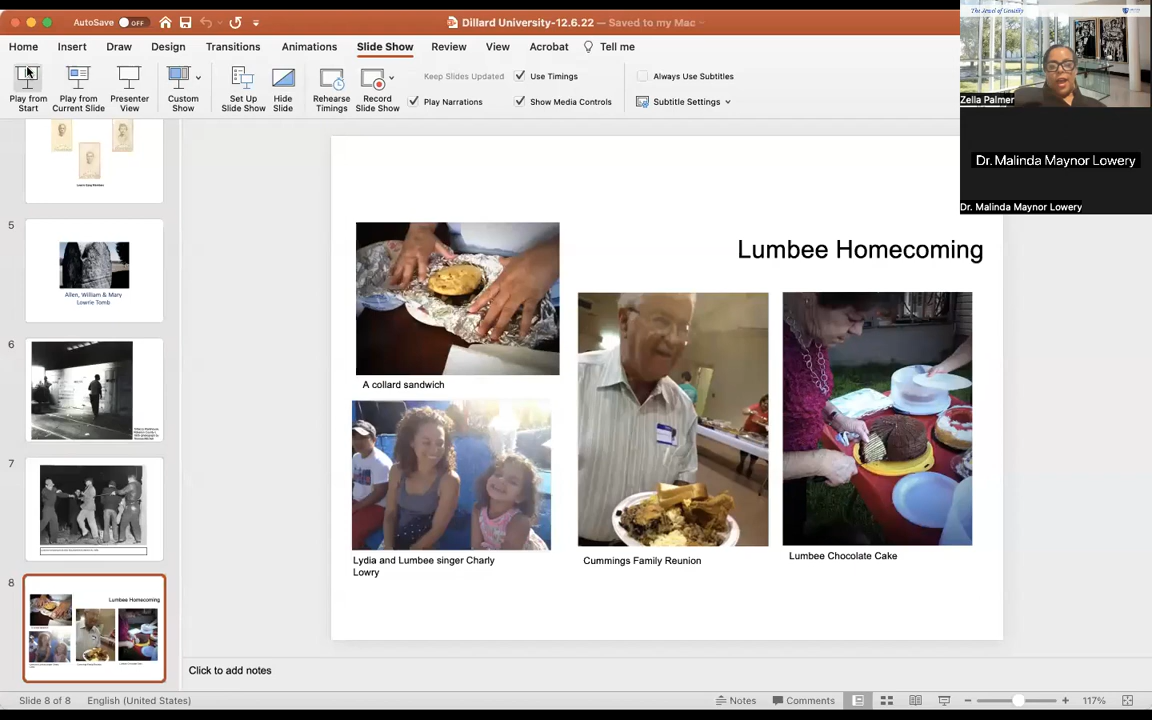 AutoSave OFF
Dillard University-12.6.22 — Saved to my Mac
Home Insert Draw Design Transitions Animations Slide Show Review View Acrobat Tell me
Play from Start
Play from Current Slide
Presenter View
Custom Show
Set Up Slide Show
Hide Slide
Rehearse Timings
Record Slide Show
Keep Slides Updated
Use Timings
Play Narrations
Show Media Controls
Always Use Subtitles
Subtitle Settings
Zella Palmer
Dr. Malinda Maynor Lowery
Dr. Malinda Maynor Lowery
5
Allen, William & Mary
Lowrie Tomb
6
7
8
Lumbee Homecoming
Lumbee Homecoming
A collard sandwich
Lydia and Lumbee singer Charly
Lowry
Cummings Family Reunion
Lumbee Chocolate Cake
Click to add notes
Slide 8 of 8 English (United States) Notes Comments 117%